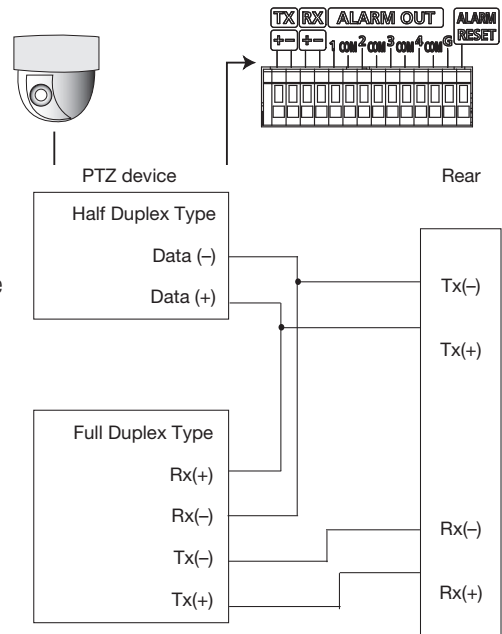 TX RX ALARM OUT ALARM RESET
+ - + - 1 COM 2 COM 3 COM 4 COM G
PTZ device
Rear
Half Duplex Type
Data (–)
Data (+)
e
Tx(–)
Tx(+)
Full Duplex Type
Rx(+)
Rx(–)
Tx(–)
Tx(+)
Rx(–)
Rx(+)